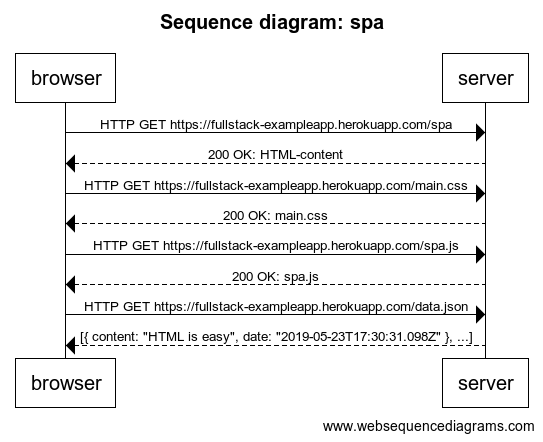 Sequence diagram: spa
browser
server
HTTP GET https://fullstack-exampleapp.herokuapp.com/spa
200 OK: HTML-content
HTTP GET https://fullstack-exampleapp.herokuapp.com/main.css
200 OK: main.css
HTTP GET https://fullstack-exampleapp.herokuapp.com/spa.js
200 OK: spa.js
HTTP GET https://fullstack-exampleapp.herokuapp.com/data.json
[{ content: "HTML is easy", date: "2019-05-23T17:30:31.098Z" }, ...]
browser
server
www.websequencediagrams.com